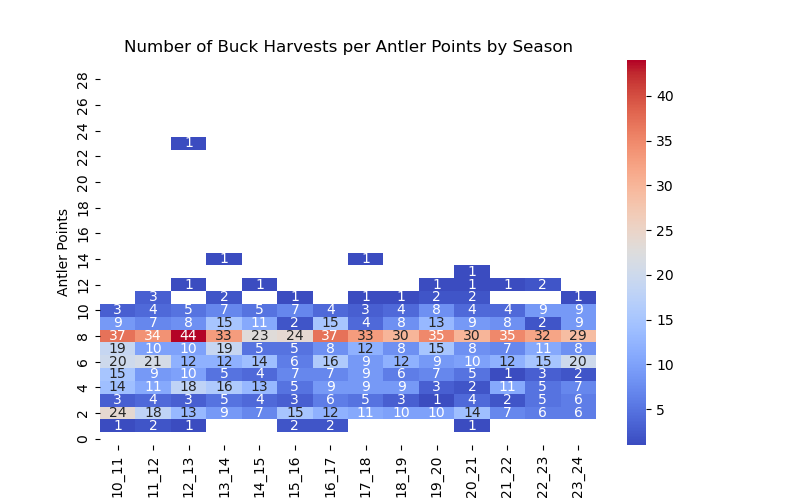 Number of Buck Harvests per Antler Points by Season
Antler Points
28
26
24
1
22
20
18
16
14 1 1
1
12 1 1 1 1 1 2
3 2 1 1 1 2 2 1
10 3 4 5 7 5 7 4 3 4 8 4 4 9 9
9 7 8 15 11 2 15 4 8 13 9 8 2 9
8 37 34 44 33 23 24 37 33 30 35 30 35 32 29
19 10 10 19 5 5 8 12 8 15 8 7 11 8
6 20 21 12 12 14 6 16 9 12 9 10 12 15 20
15 9 10 5 4 7 7 9 6 7 5 1 3 2
4 14 11 18 16 13 5 9 9 9 3 2 11 5 7
3 4 3 5 4 3 6 5 3 1 4 2 5 6
2 24 18 13 9 7 15 12 11 10 10 14 7 6 6
1 2 1 2 2 1
0
10_11 11_12 12_13 13_14 14_15 15_16 16_17 17_18 18_19 19_20 20_21 21_22 22_23 23_24
40
35
30
25
20
15
10
5